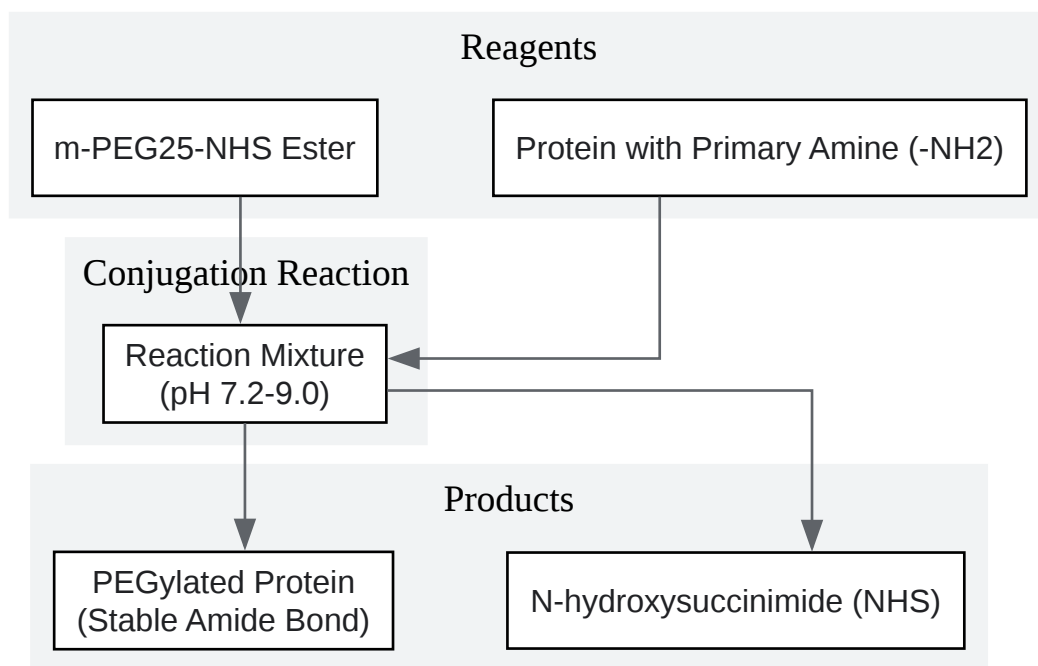 Reagents
m-PEG25-NHS Ester
Protein with Primary Amine (-NH2)
Conjugation Reaction
Reaction Mixture
(pH 7.2-9.0)
Products
PEGylated Protein
(Stable Amide Bond)
N-hydroxysuccinimide (NHS)